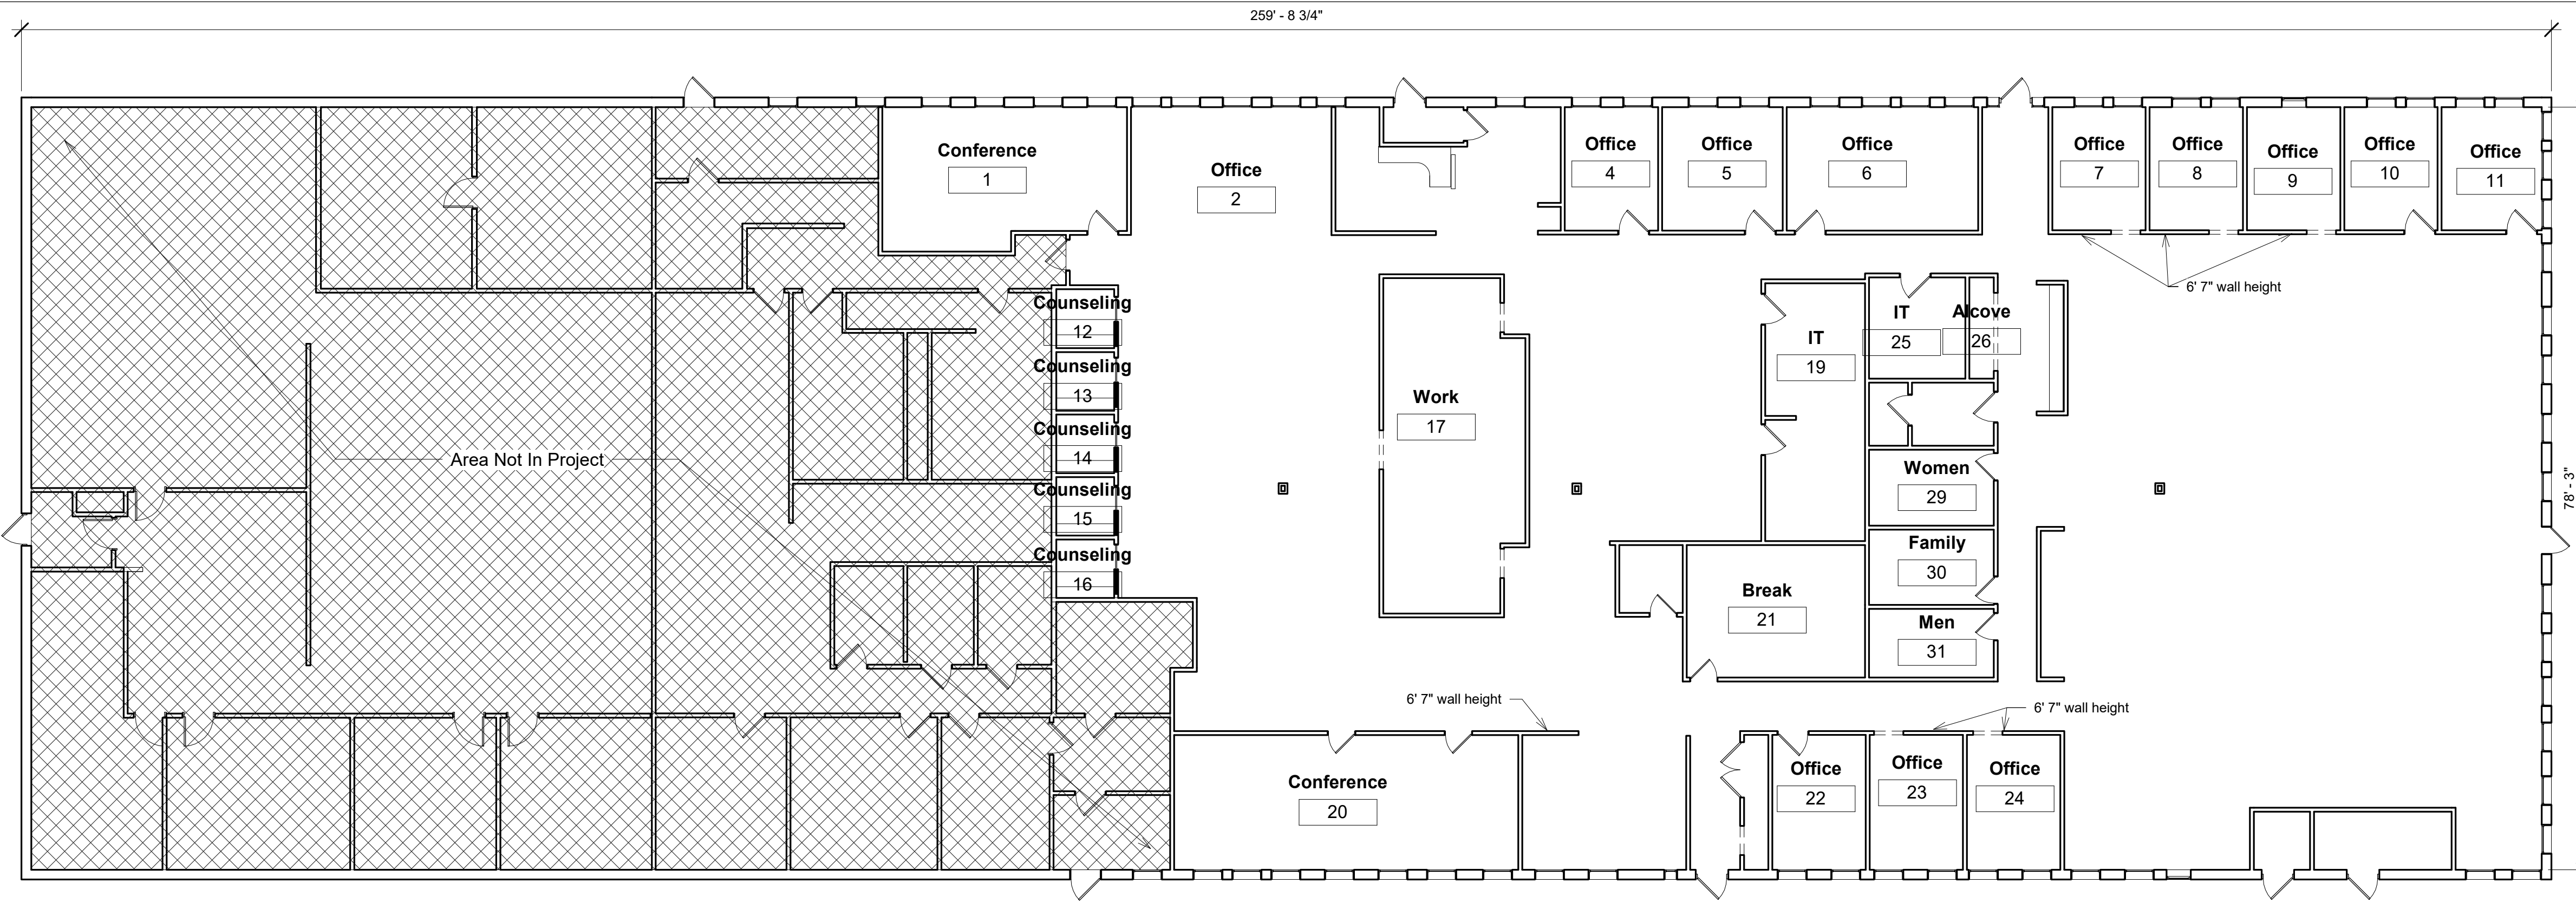 259' - 8 3/4"
Conference
1
Office
2
Office
4
Office
5
Office
6
Office
7
Office
8
Office
9
Office
10
Office
11
6' 7" wall height
Counseling
12
Counseling
13
Counseling
14
Counseling
15
Counseling
16
Work
17
IT
19
IT
25
Alcove
26
Area Not In Project
Women
29
Family
30
Men
31
Break
21
78' - 3"
6' 7" wall height
6' 7" wall height
Conference
20
Office
22
Office
23
Office
24